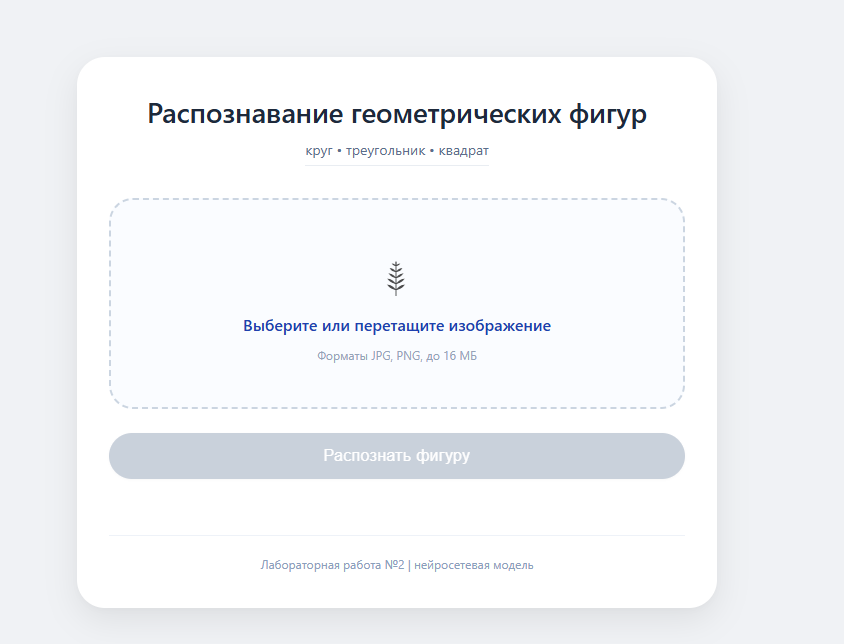 Распознавание геометрических фигур
круг • треугольник • квадрат
Выберите или перетащите изображение
Форматы JPG, PNG, до 16 МБ
Распознать фигуру
Лабораторная работа №2 | нейросетевая модель